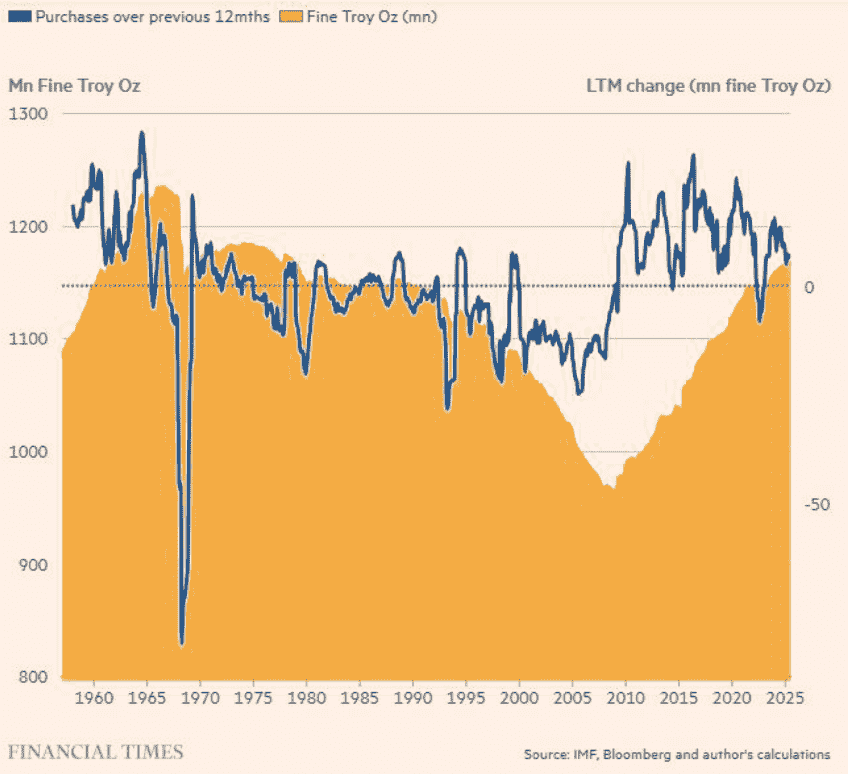 Purchases over previous 12mths Fine Troy Oz (mn)
Mn Fine Troy Oz LTM change (mn fine Troy Oz)
1300
1200
0
1100
1000
-50
900
800
1960 1965 1970 1975 1980 1985 1990 1995 2000 2005 2010 2015 2020 2025
FINANCIAL TIMES Source: IMF, Bloomberg and author's calculations